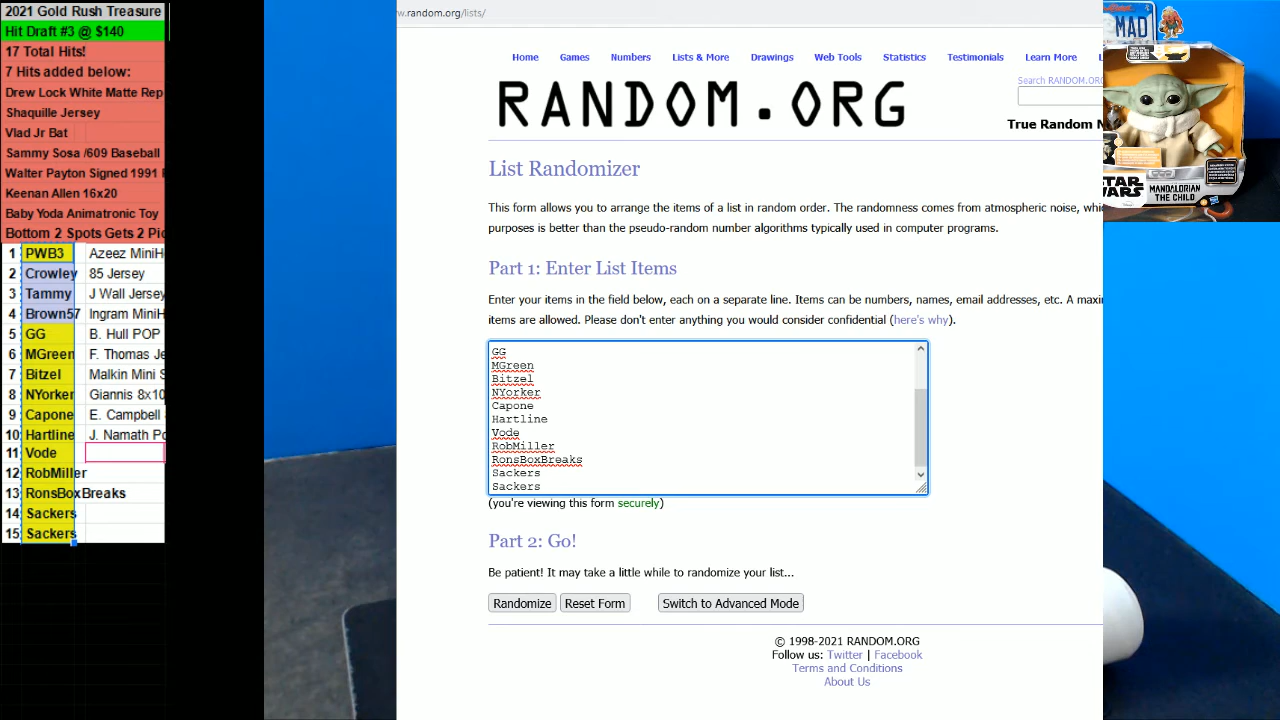 2021 Gold Rush Treasure
Hit Draft #3 @ $140
17 Total Hits!
7 Hits added below:
Drew Lock White Matte Rep
Shaquille Jersey
Vlad Jr Bat
Sammy Sosa /609 Baseball
Walter Payton Signed 1991
Keenan Allen 16x20
Baby Yoda Animatronic Toy
Bottom 2 Spots Gets 2 Pic
1 PWB3 Azeez MiniH
2 Crowley 85 Jersey
3 Tammy J Wall Jersey
4 Brown57 Ingram MiniH
5 GG B. Hull POP
6 MGreen F. Thomas Je
7 Bitzel Malkin Mini S
8 NYorker Giannis 8x10
9 Capone E. Campbell
10 Hartline J. Namath Po
11 Vode
12 RobMiller
13 RonsBoxBreaks
14 Sackers
15 Sackers
w.random.org/lists/
Home Games Numbers Lists & More Drawings Web Tools Statistics Testimonials Learn More L
Search RANDOM.ORG
RANDOM.ORG
True Random N
List Randomizer
This form allows you to arrange the items of a list in random order. The randomness comes from atmospheric noise, whic
purposes is better than the pseudo-random number algorithms typically used in computer programs.
Part 1: Enter List Items
Enter your items in the field below, each on a separate line. Items can be numbers, names, email addresses, etc. A maxi
items are allowed. Please don't enter anything you would consider confidential (here's why).
GG
MGreen
Bitzel
NYorker
Capone
Hartline
Vode
RobMiller
RonsBoxBreaks
Sackers
Sackers
(you're viewing this form securely)
Part 2: Go!
Be patient! It may take a little while to randomize your list...
Randomize Reset Form Switch to Advanced Mode
© 1998-2021 RANDOM.ORG
Follow us: Twitter | Facebook
Terms and Conditions
About Us
MAD
STAR
WARS
MANDALORIAN
THE CHILD